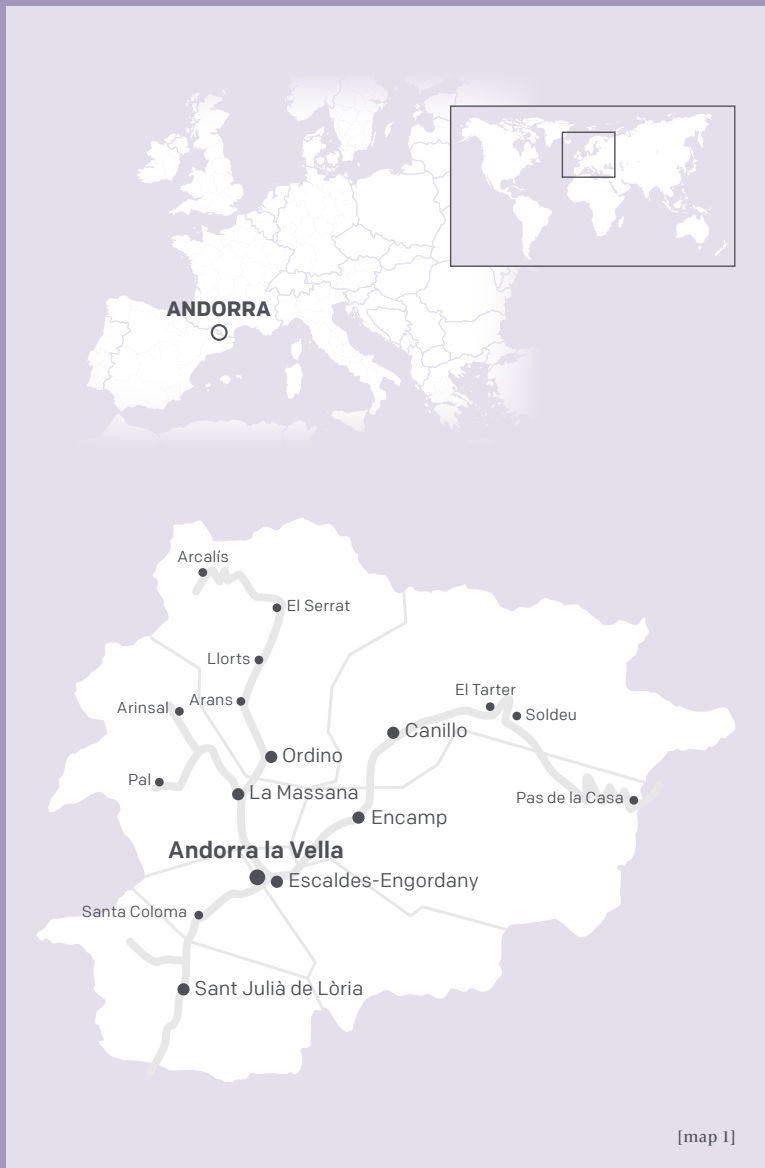 ANDORRA
Arcalís
El Serrat
Llorts
Arans
Arinsal
El Tarter
Soldeu
Canillo
Ordino
Pal
La Massana
Pas de la Casa
Encamp
Andorra la Vella
Escaldes-Engordany
Santa Coloma
Sant Julià de Lòria
[map 1]